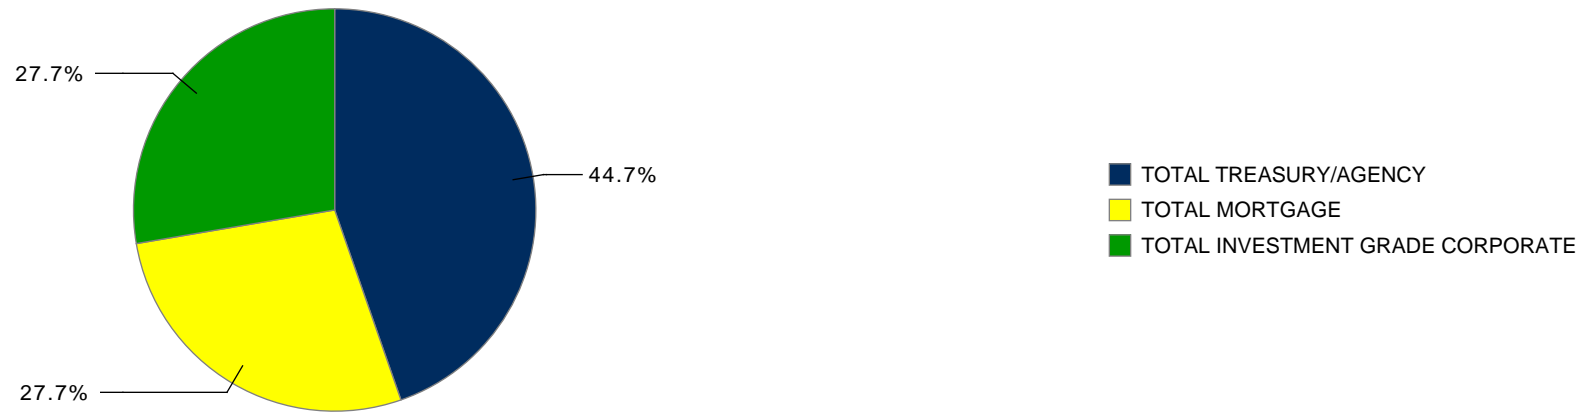 27.7%
44.7%
27.7%
TOTAL TREASURY/AGENCY
TOTAL MORTGAGE
TOTAL INVESTMENT GRADE CORPORATE